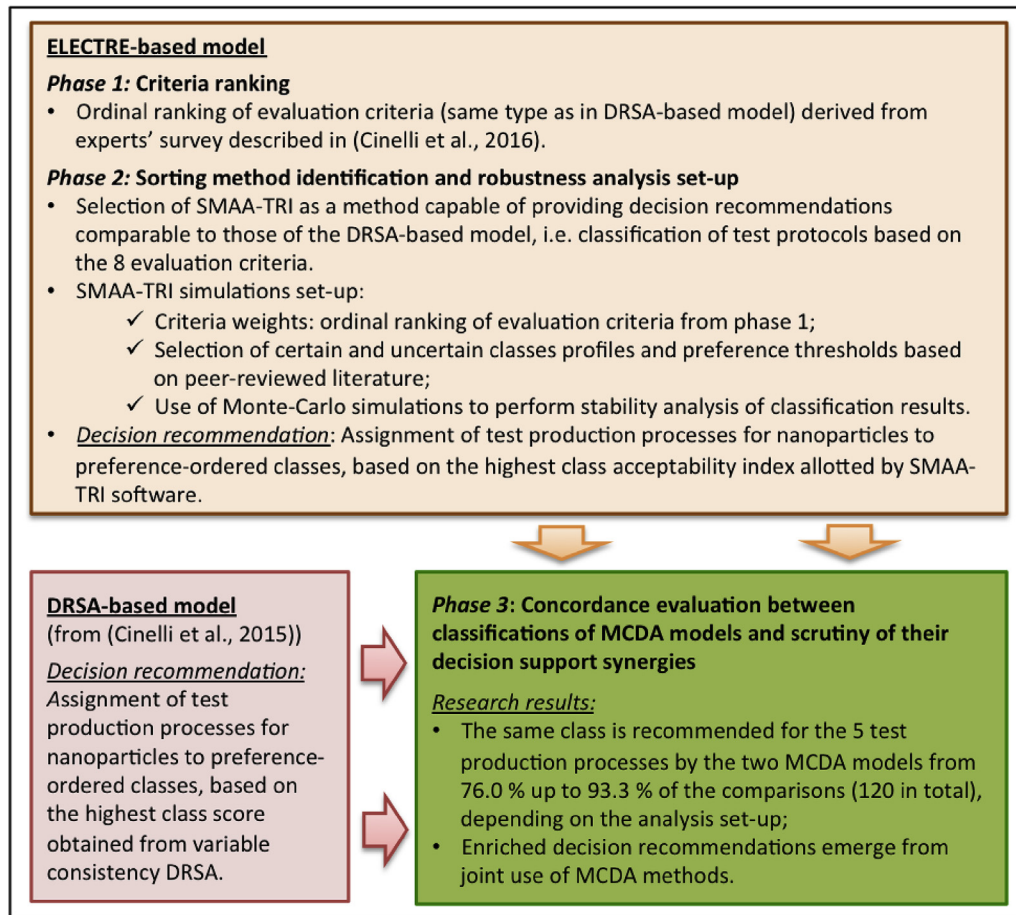 ELECTRE-based model
Phase 1: Criteria ranking
• Ordinal ranking of evaluation criteria (same type as in DRSA-based model) derived from
experts' survey described in (Cinelli et al., 2016).
Phase 2: Sorting method identification and robustness analysis set-up
• Selection of SMAA-TRI as a method capable of providing decision recommendations
comparable to those of the DRSA-based model, i.e. classification of test protocols based on
the 8 evaluation criteria.
• SMAA-TRI simulations set-up:
✓ Criteria weights: ordinal ranking of evaluation criteria from phase 1;
✓ Selection of certain and uncertain classes profiles and preference thresholds based
on peer-reviewed literature;
✓ Use of Monte-Carlo simulations to perform stability analysis of classification results.
• Decision recommendation: Assignment of test production processes for nanoparticles to
preference-ordered classes, based on the highest class acceptability index allotted by SMAA-
TRI software.
DRSA-based model
(from (Cinelli et al., 2015))
Decision recommendation:
Assignment of test
production processes for
nanoparticles to preference-
ordered classes, based on
the highest class score
obtained from variable
consistency DRSA.
Phase 3: Concordance evaluation between
classifications of MCDA models and scrutiny of their
decision support synergies
Research results:
• The same class is recommended for the 5 test
production processes by the two MCDA models from
76.0 % up to 93.3 % of the comparisons (120 in total),
depending on the analysis set-up;
• Enriched decision recommendations emerge from
joint use of MCDA methods.